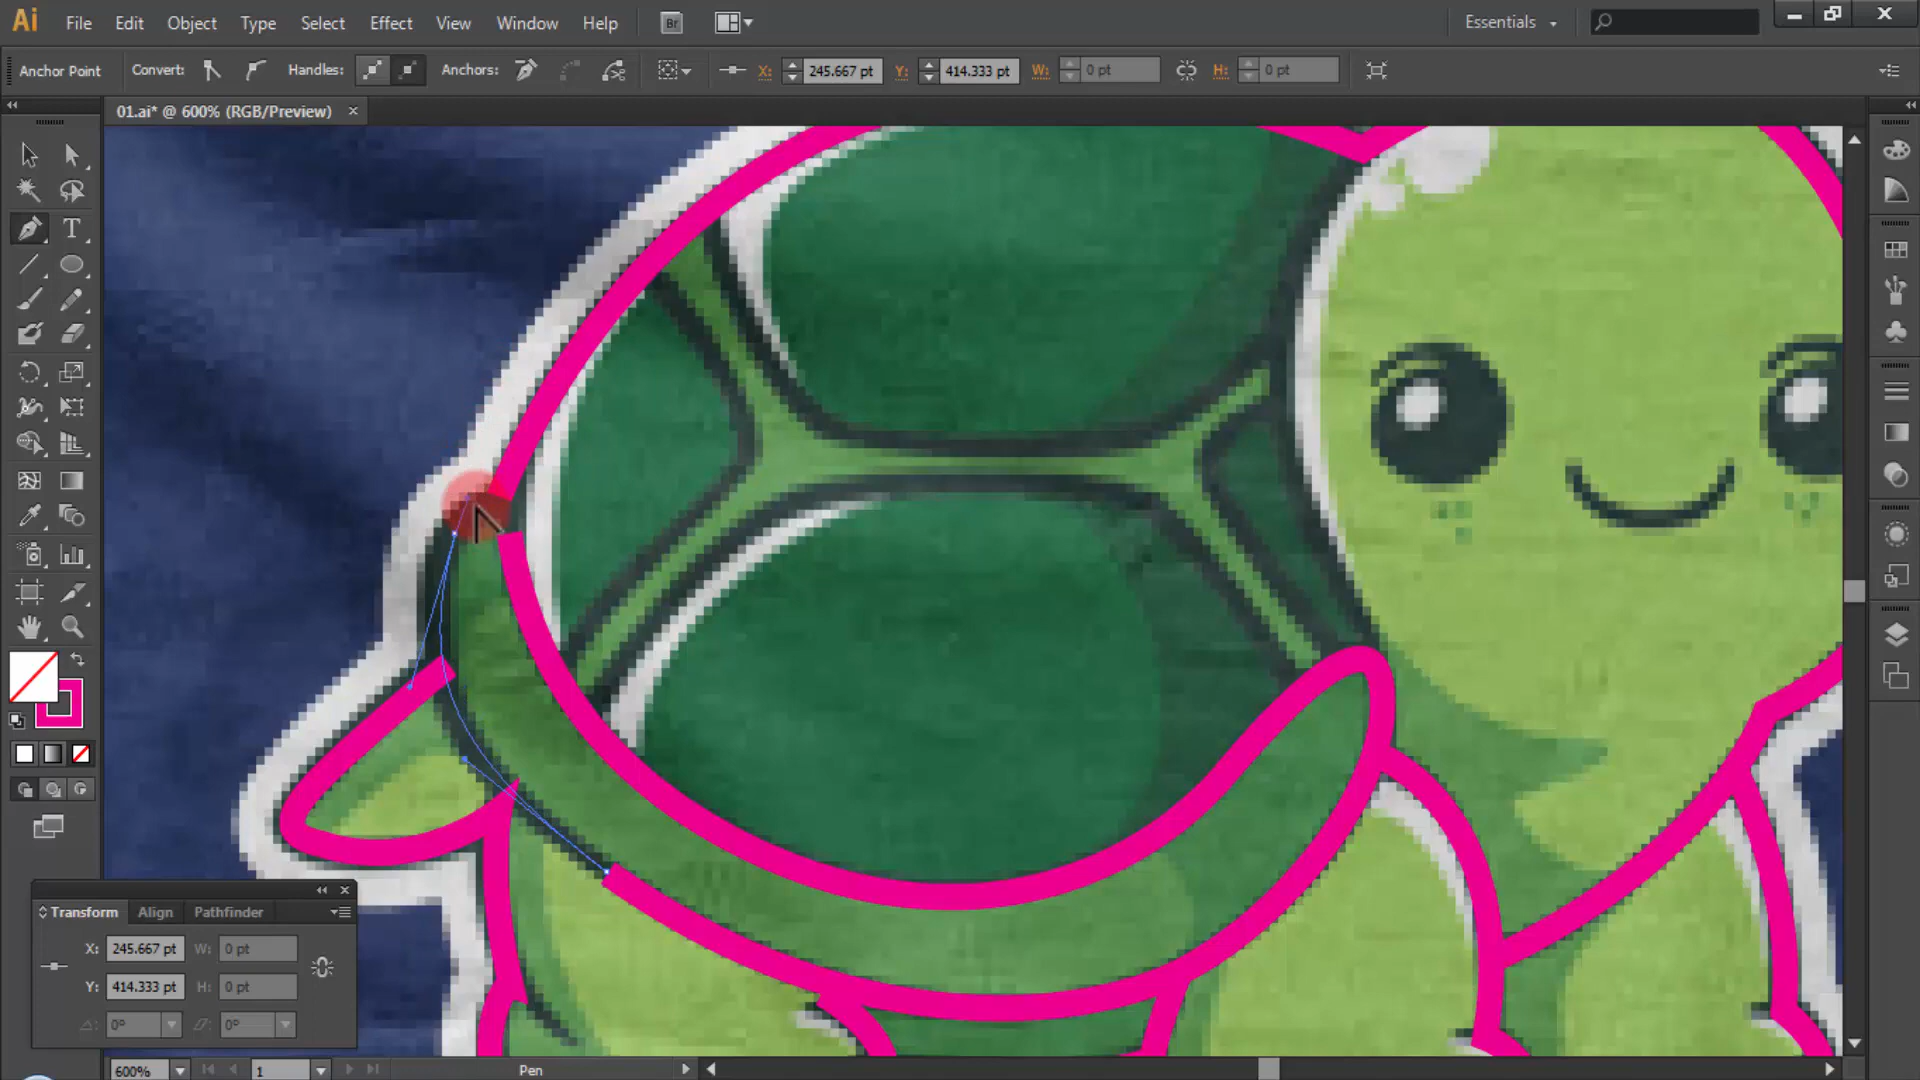 Ai File Edit Object Type Select Effect View Window Help Br Essentials
Anchor Point Convert: Handles: Anchors: X: 245.667 pt Y: 414.333 pt W: 0 pt H: 0 pt
01.ai* @ 600% (RGB/Preview)
T
Transform Align Pathfinder
X: 245.667 pt W: 0 pt
Y: 414.333 pt H: 0 pt
0° 0°
600% 1 Pen